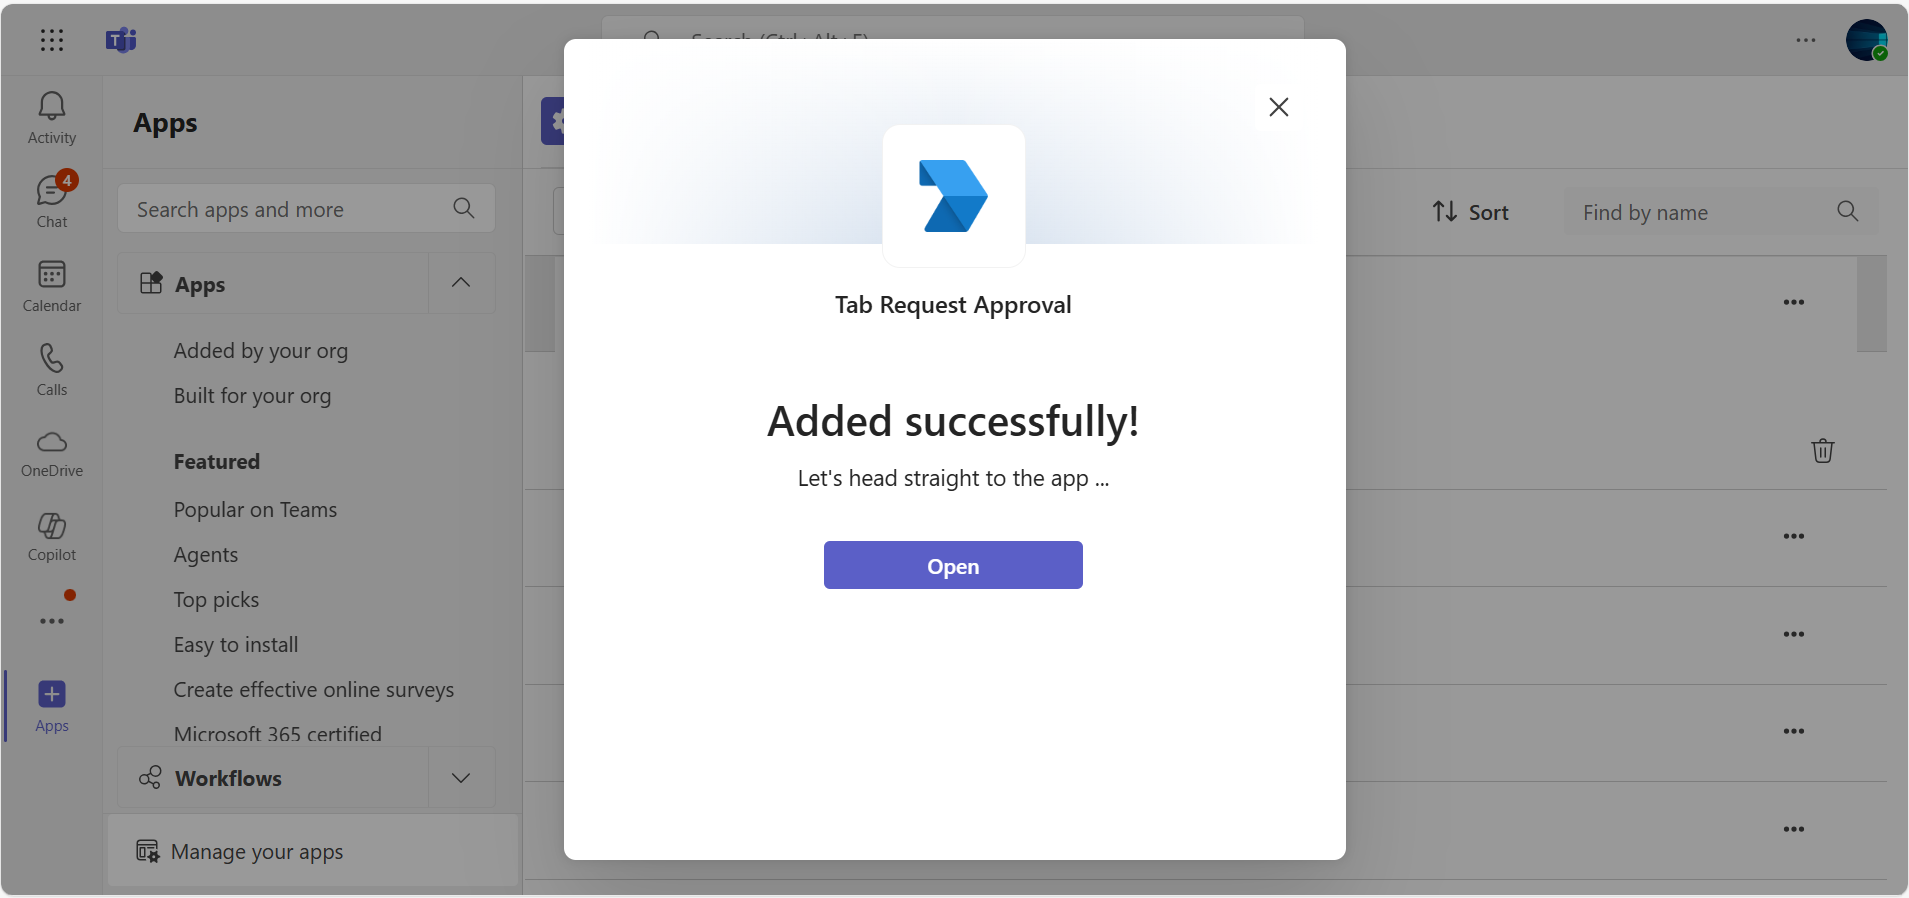 Search (Ctrl+Alt+E)
Activity
4
Chat
Calendar
Calls
OneDrive
Copilot
Apps
Apps
Search apps and more
Apps
Added by your org
Built for your org
Featured
Popular on Teams
Agents
Top picks
Easy to install
Create effective online surveys
Microsoft 365 certified
Workflows
Manage your apps
Tab Request Approval
Added successfully!
Let's head straight to the app ...
Open
Sort
Find by name